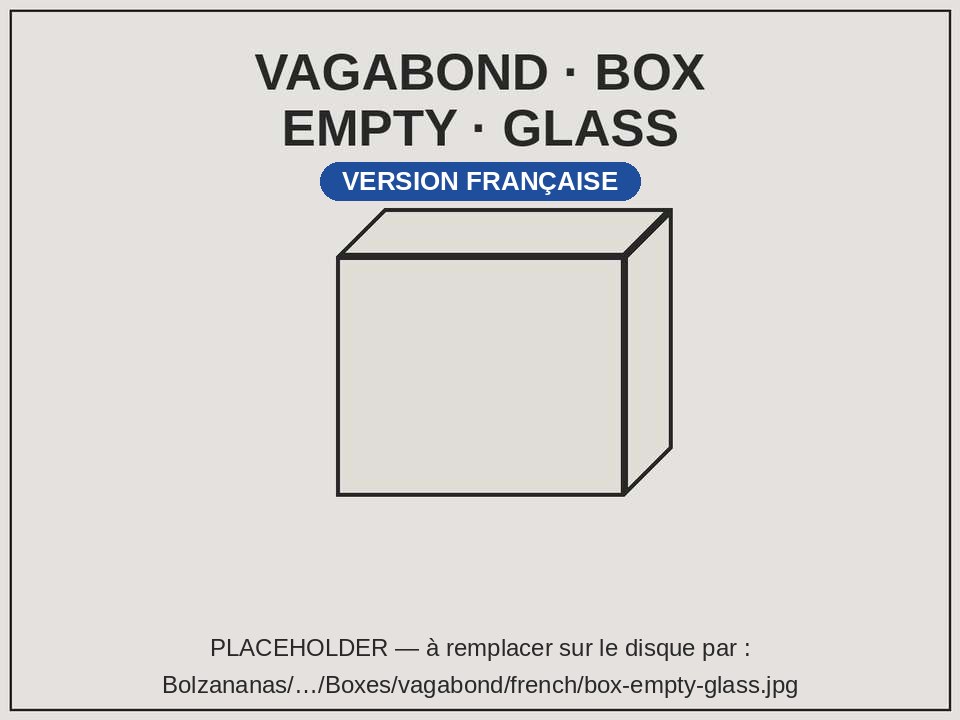 VAGABOND · BOX
EMPTY · GLASS
VERSION FRANÇAISE
PLACEHOLDER — à remplacer sur le disque par :
Bolzananas/…/Boxes/vagabond/french/box-empty-glass.jpg